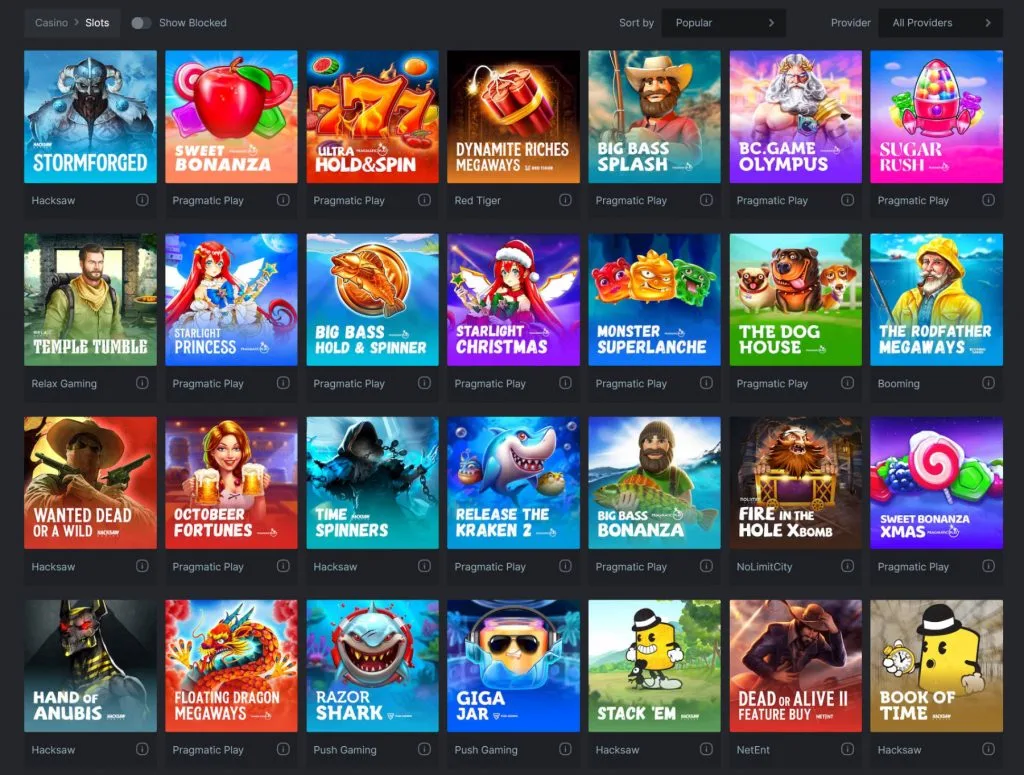 Casino > Slots Show Blocked Sort by Popular > Provider All Providers >
STORMFORGED
SWEET
BONANZA
777
ULTRA
HOLD&SPIN
DYNAMITE RICHES
MEGAWAYS RED TIGER
BIG BASS
SPLASH
BC.GAME
OLYMPUS
SUGAR
RUSH
Hacksaw Pragmatic Play Pragmatic Play Red Tiger Pragmatic Play Pragmatic Play Pragmatic Play
TEMPLE TUMBLE
STARLIGHT
PRINCESS
BIG BASS
HOLD & SPINNER
STARLIGHT
CHRISTMAS
MONSTER
SUPERLANCHE
THE DOG
HOUSE
THE RODFATHER
MEGAWAYS
Relax Gaming Pragmatic Play Pragmatic Play Pragmatic Play Pragmatic Play Pragmatic Play Booming
WANTED DEAD
OR A WILD HACKSAW
OCTOBEER
FORTUNES
TIME
SPINNERS
RELEASE THE
KRAKEN 2
BIG BASS
BONANZA
FIRE IN THE
HOLE XBOMB
SWEET BONANZA
XMAS
Hacksaw Pragmatic Play Hacksaw Pragmatic Play Pragmatic Play NoLimitCity Pragmatic Play
HAND OF
ANUBIS HACKSAW
FLOATING DRAGON
MEGAWAYS
RAZOR
SHARK
GIGA
JAR
STACK 'EM HACKSAW
DEAD OR ALIVE II
FEATURE BUY NETENT
BOOK OF
TIME HACKSAW
Hacksaw Pragmatic Play Push Gaming Push Gaming Hacksaw NetEnt Hacksaw